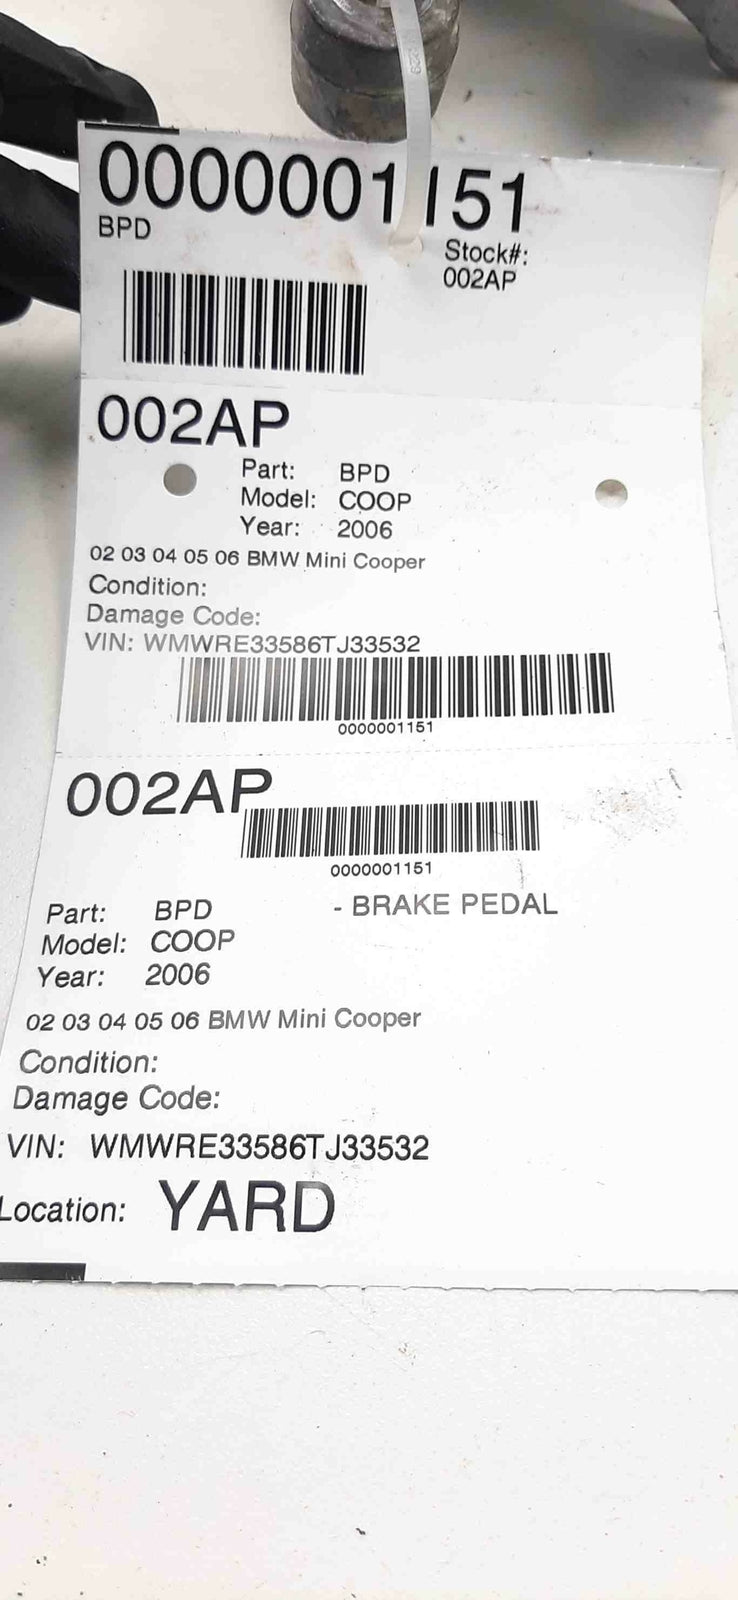 0000001151
BPD
Stock#:
002AP
002AP
Part: BPD
Model: COOP
Year: 2006
02 03 04 05 06 BMW Mini Cooper
Condition:
Damage Code:
VIN: WMWRE33586TJ33532
0000001151
002AP
0000001151
Part: BPD - BRAKE PEDAL
Model: COOP
Year: 2006
02 03 04 05 06 BMW Mini Cooper
Condition:
Damage Code:
VIN: WMWRE33586TJ33532
Location: YARD